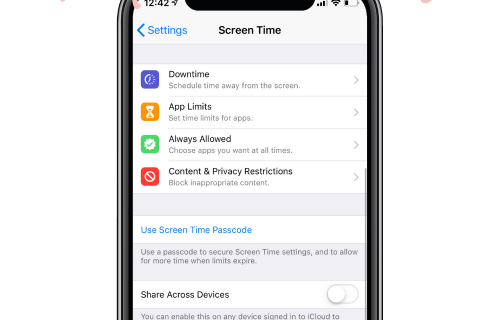 12:42
Settings
Screen Time
Downtime
Schedule time away from the screen.
App Limits
Set time limits for apps.
Always Allowed
Choose apps you want at all times.
Content & Privacy Restrictions
Block inappropriate content.
Use Screen Time Passcode
Use a passcode to secure Screen Time settings, and to allow
for more time when limits expire.
Share Across Devices
You can enable this on any device signed in to iCloud to